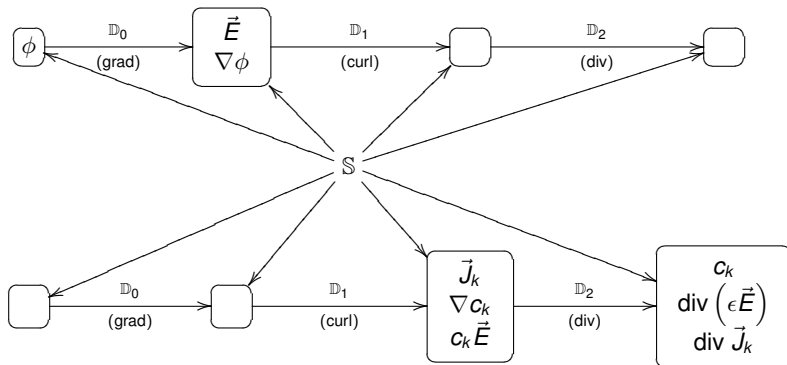 𝔻₀ 𝔻₁ 𝔻₂
ϕ E⃗
∇ϕ
(grad) (curl) (div)
𝕊
𝔻₀ 𝔻₁ 𝔻₂
(grad) (curl) (div)
J⃗ₖ
∇cₖ
cₖE⃗
cₖ
div (ϵE⃗)
div J⃗ₖ